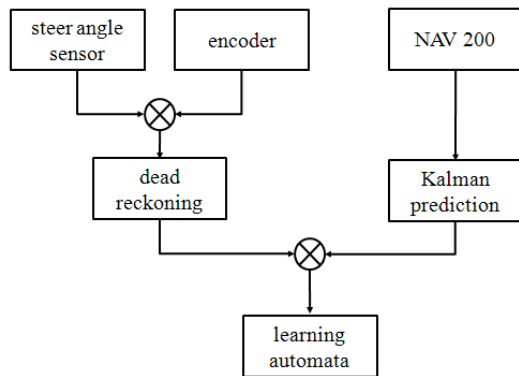 steer angle
sensor
encoder
NAV 200
dead
reckoning
Kalman
prediction
learning
automata